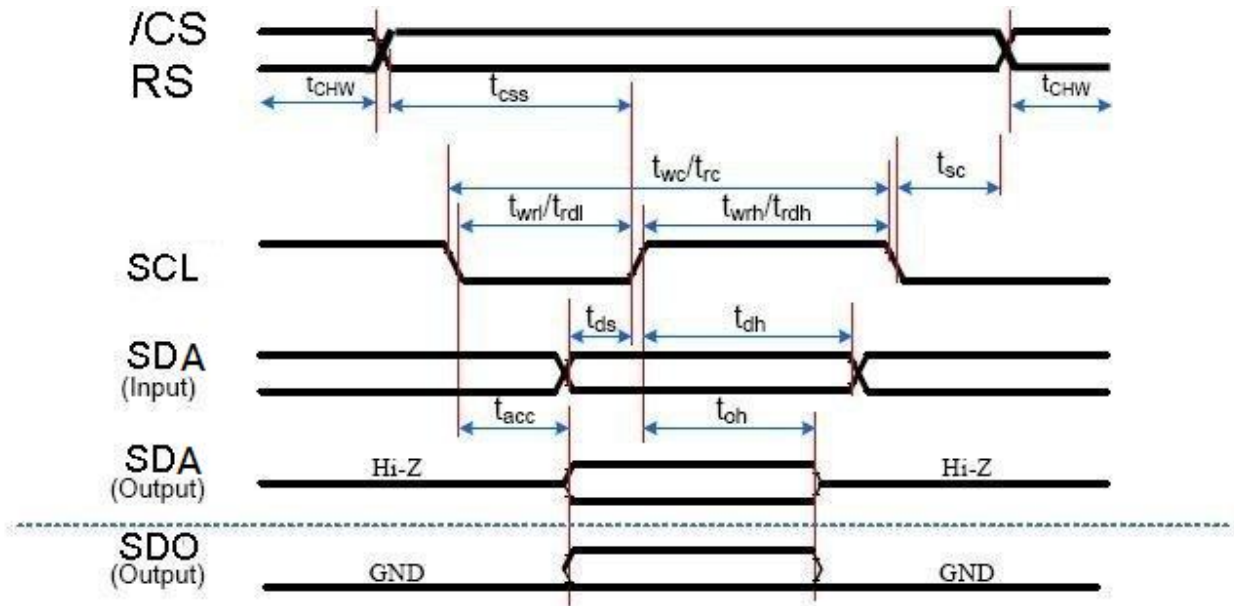 /CS
RS
tCHW
tcss
tCHW
twc/trc
tsc
twrl/trdl
twrh/trdh
SCL
tds
tdh
SDA
(Input)
tacc
toh
SDA
(Output)
Hi-Z
Hi-Z
SDO
(Output)
GND
GND